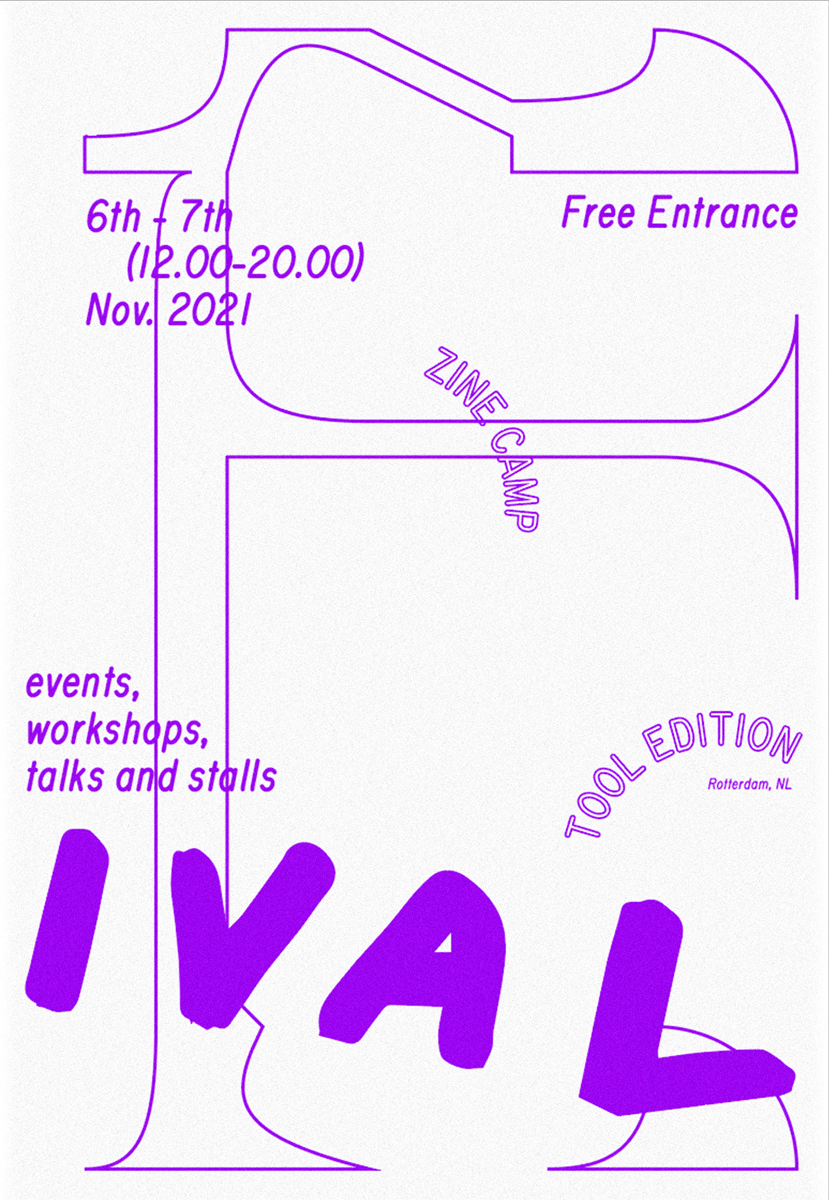 6th - 7th
(12.00-20.00)
Nov. 2021
Free Entrance
ZINE CAMP
events,
workshops,
talks and stalls
TOOL EDITION
Rotterdam, NL
IVAL